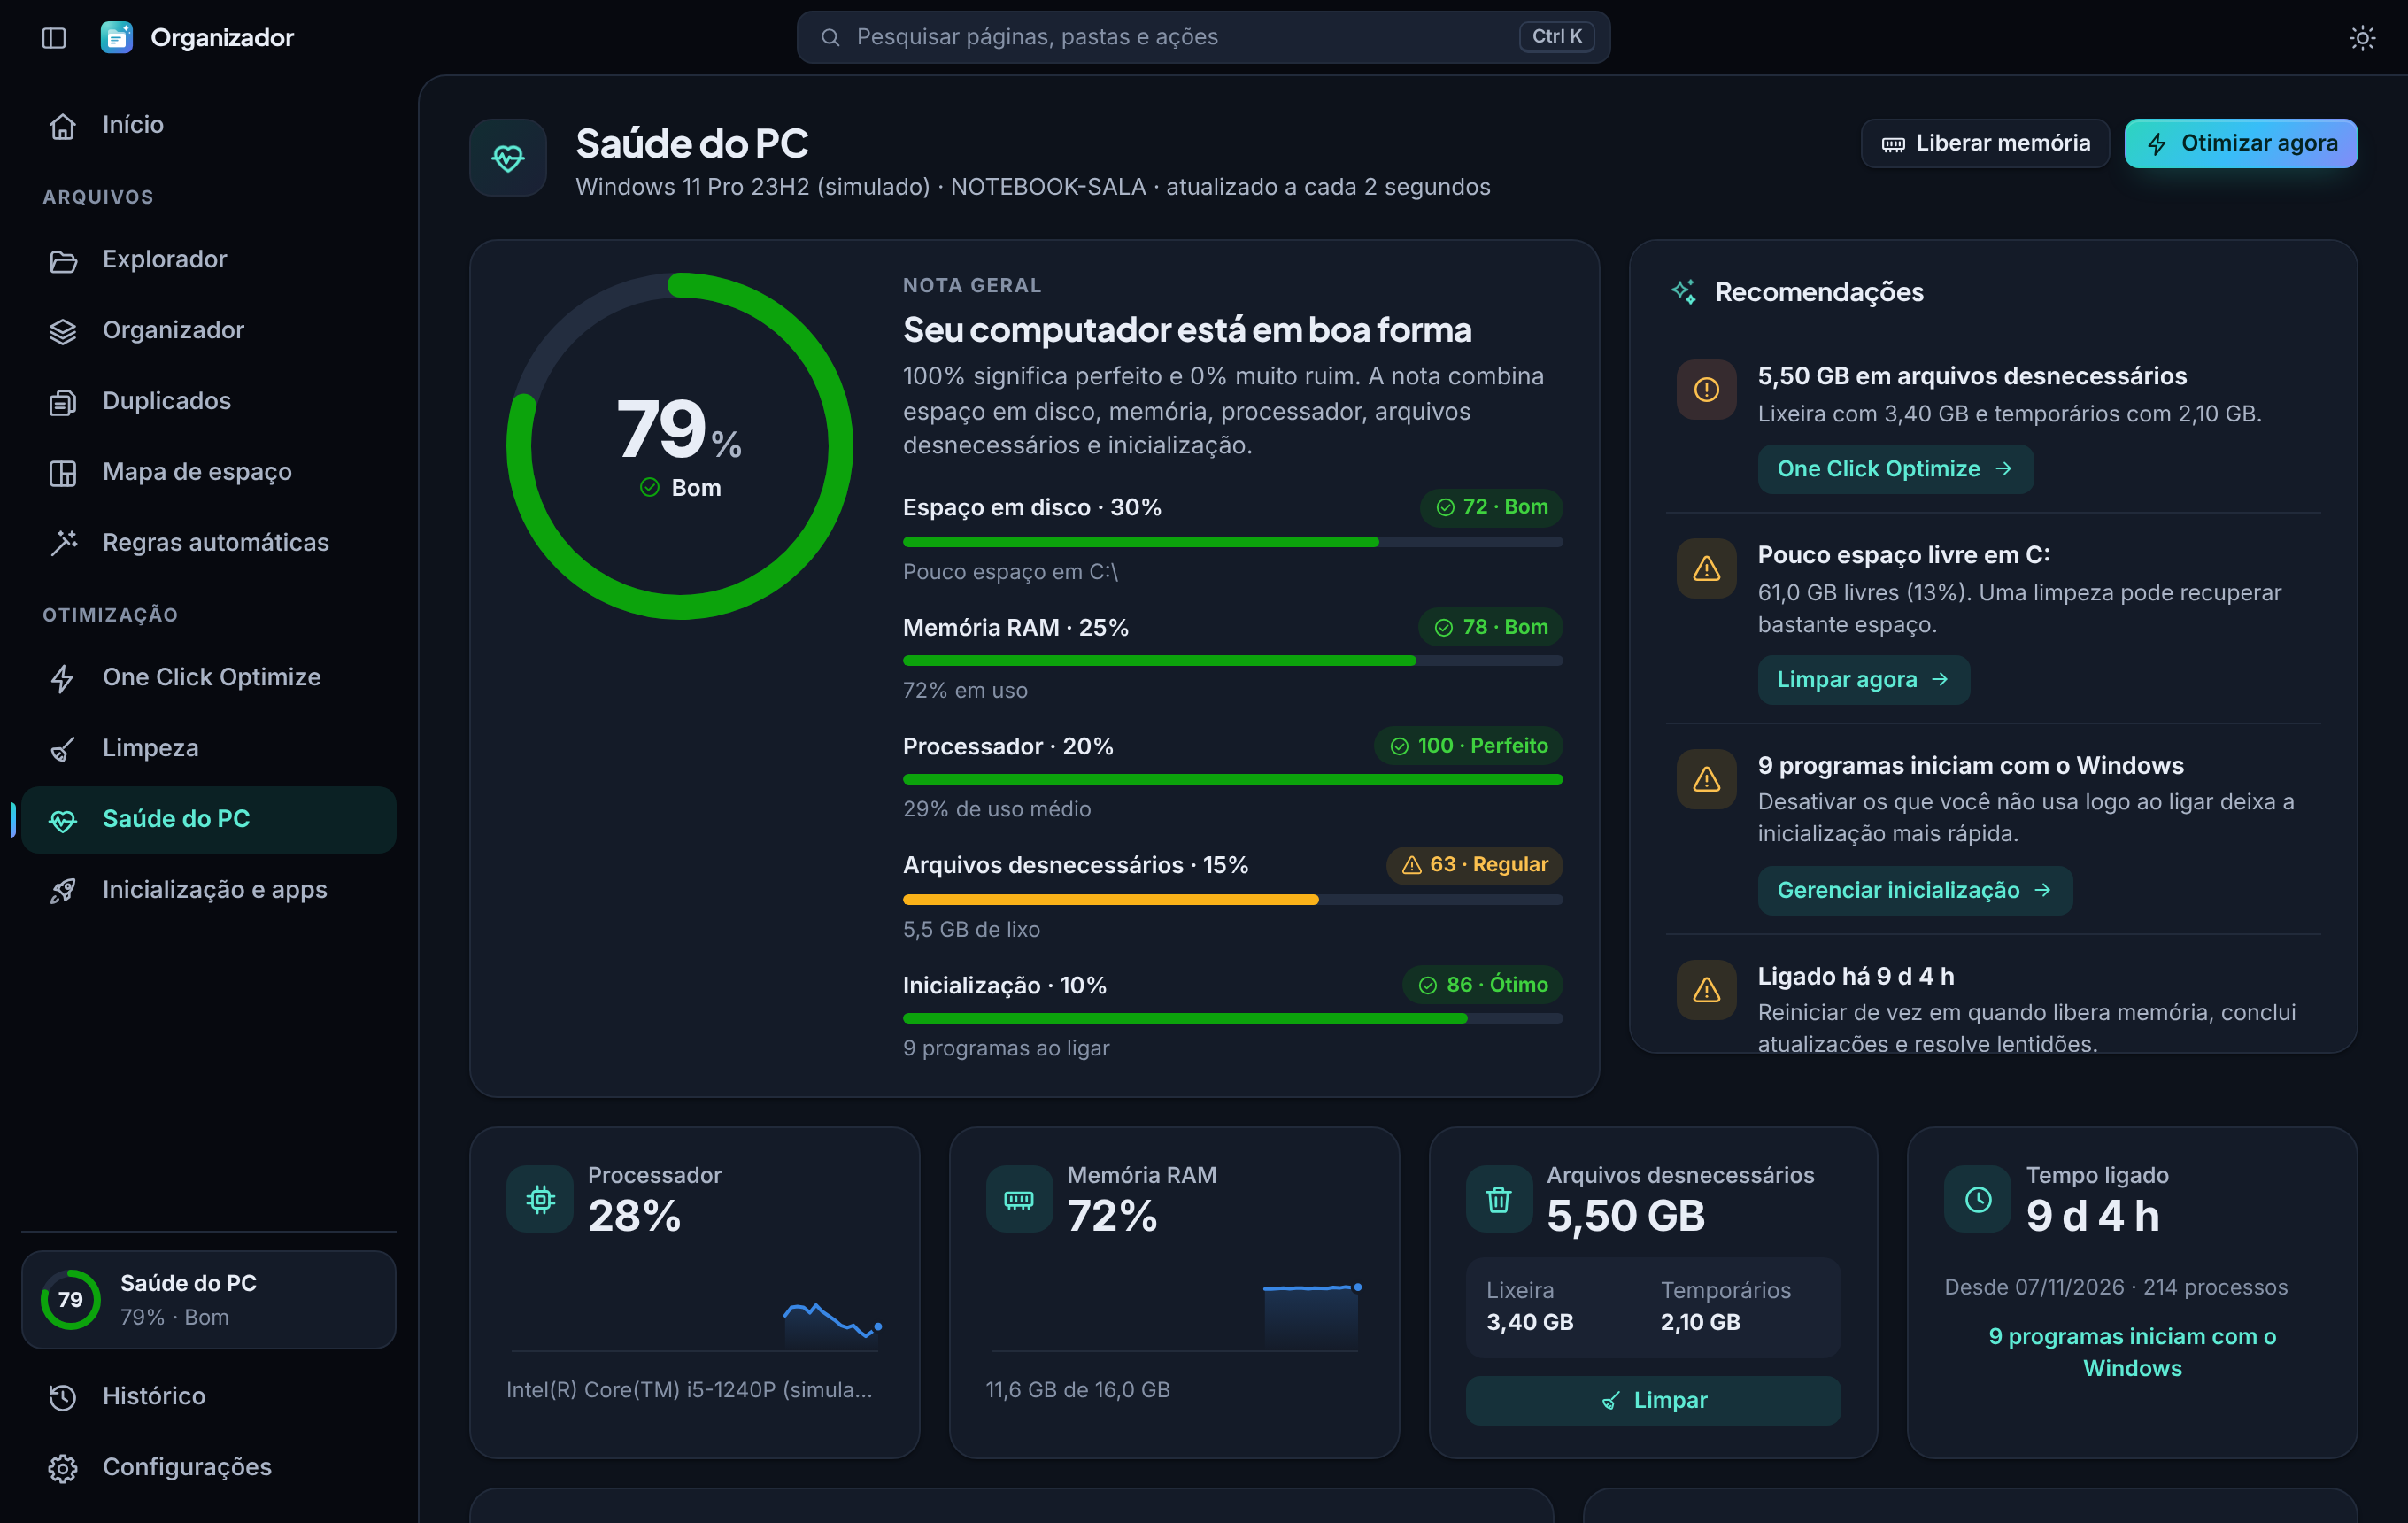 Organizador
Pesquisar páginas, pastas e ações
Ctrl K
Início
ARQUIVOS
Explorador
Organizador
Duplicados
Mapa de espaço
Regras automáticas
OTIMIZAÇÃO
One Click Optimize
Limpeza
Saúde do PC
Inicialização e apps
79
Saúde do PC
79% · Bom
Histórico
Configurações
Saúde do PC
Windows 11 Pro 23H2 (simulado) · NOTEBOOK-SALA · atualizado a cada 2 segundos
Liberar memória
Otimizar agora
79%
Bom
NOTA GERAL
Seu computador está em boa forma
100% significa perfeito e 0% muito ruim. A nota combina
espaço em disco, memória, processador, arquivos
desnecessários e inicialização.
Espaço em disco · 30%
72 · Bom
Pouco espaço em C:\
Memória RAM · 25%
78 · Bom
72% em uso
Processador · 20%
100 · Perfeito
29% de uso médio
Arquivos desnecessários · 15%
63 · Regular
5,5 GB de lixo
Inicialização · 10%
86 · Ótimo
9 programas ao ligar
Recomendações
5,50 GB em arquivos desnecessários
Lixeira com 3,40 GB e temporários com 2,10 GB.
One Click Optimize →
Pouco espaço livre em C:
61,0 GB livres (13%). Uma limpeza pode recuperar
bastante espaço.
Limpar agora →
9 programas iniciam com o Windows
Desativar os que você não usa logo ao ligar deixa a
inicialização mais rápida.
Gerenciar inicialização →
Ligado há 9 d 4 h
Reiniciar de vez em quando libera memória, conclui
atualizações e resolve lentidões.
Processador
28%
Intel(R) Core(TM) i5-1240P (simula...
Memória RAM
72%
11,6 GB de 16,0 GB
Arquivos desnecessários
5,50 GB
Lixeira
3,40 GB
Temporários
2,10 GB
Limpar
Tempo ligado
9 d 4 h
Desde 07/11/2026 · 214 processos
9 programas iniciam com o
Windows